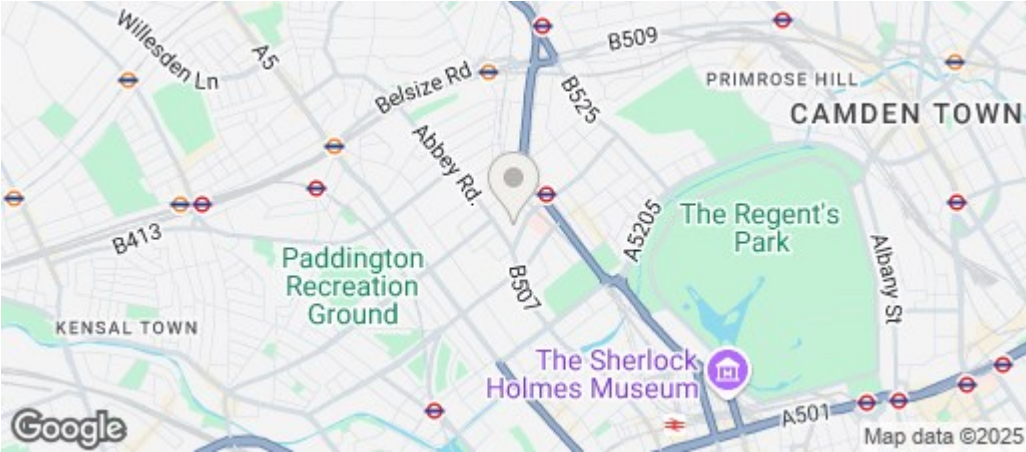 Willesden Ln
A5
B509
Belsize Rd
B525
PRIMROSE HILL
CAMDEN TOWN
Abbey Rd.
B413
A5205
The Regent's
Park
Paddington
Recreation
Ground
B507
Albany St
KENSAL TOWN
The Sherlock
Holmes Museum
A501
Google
Map data ©2025